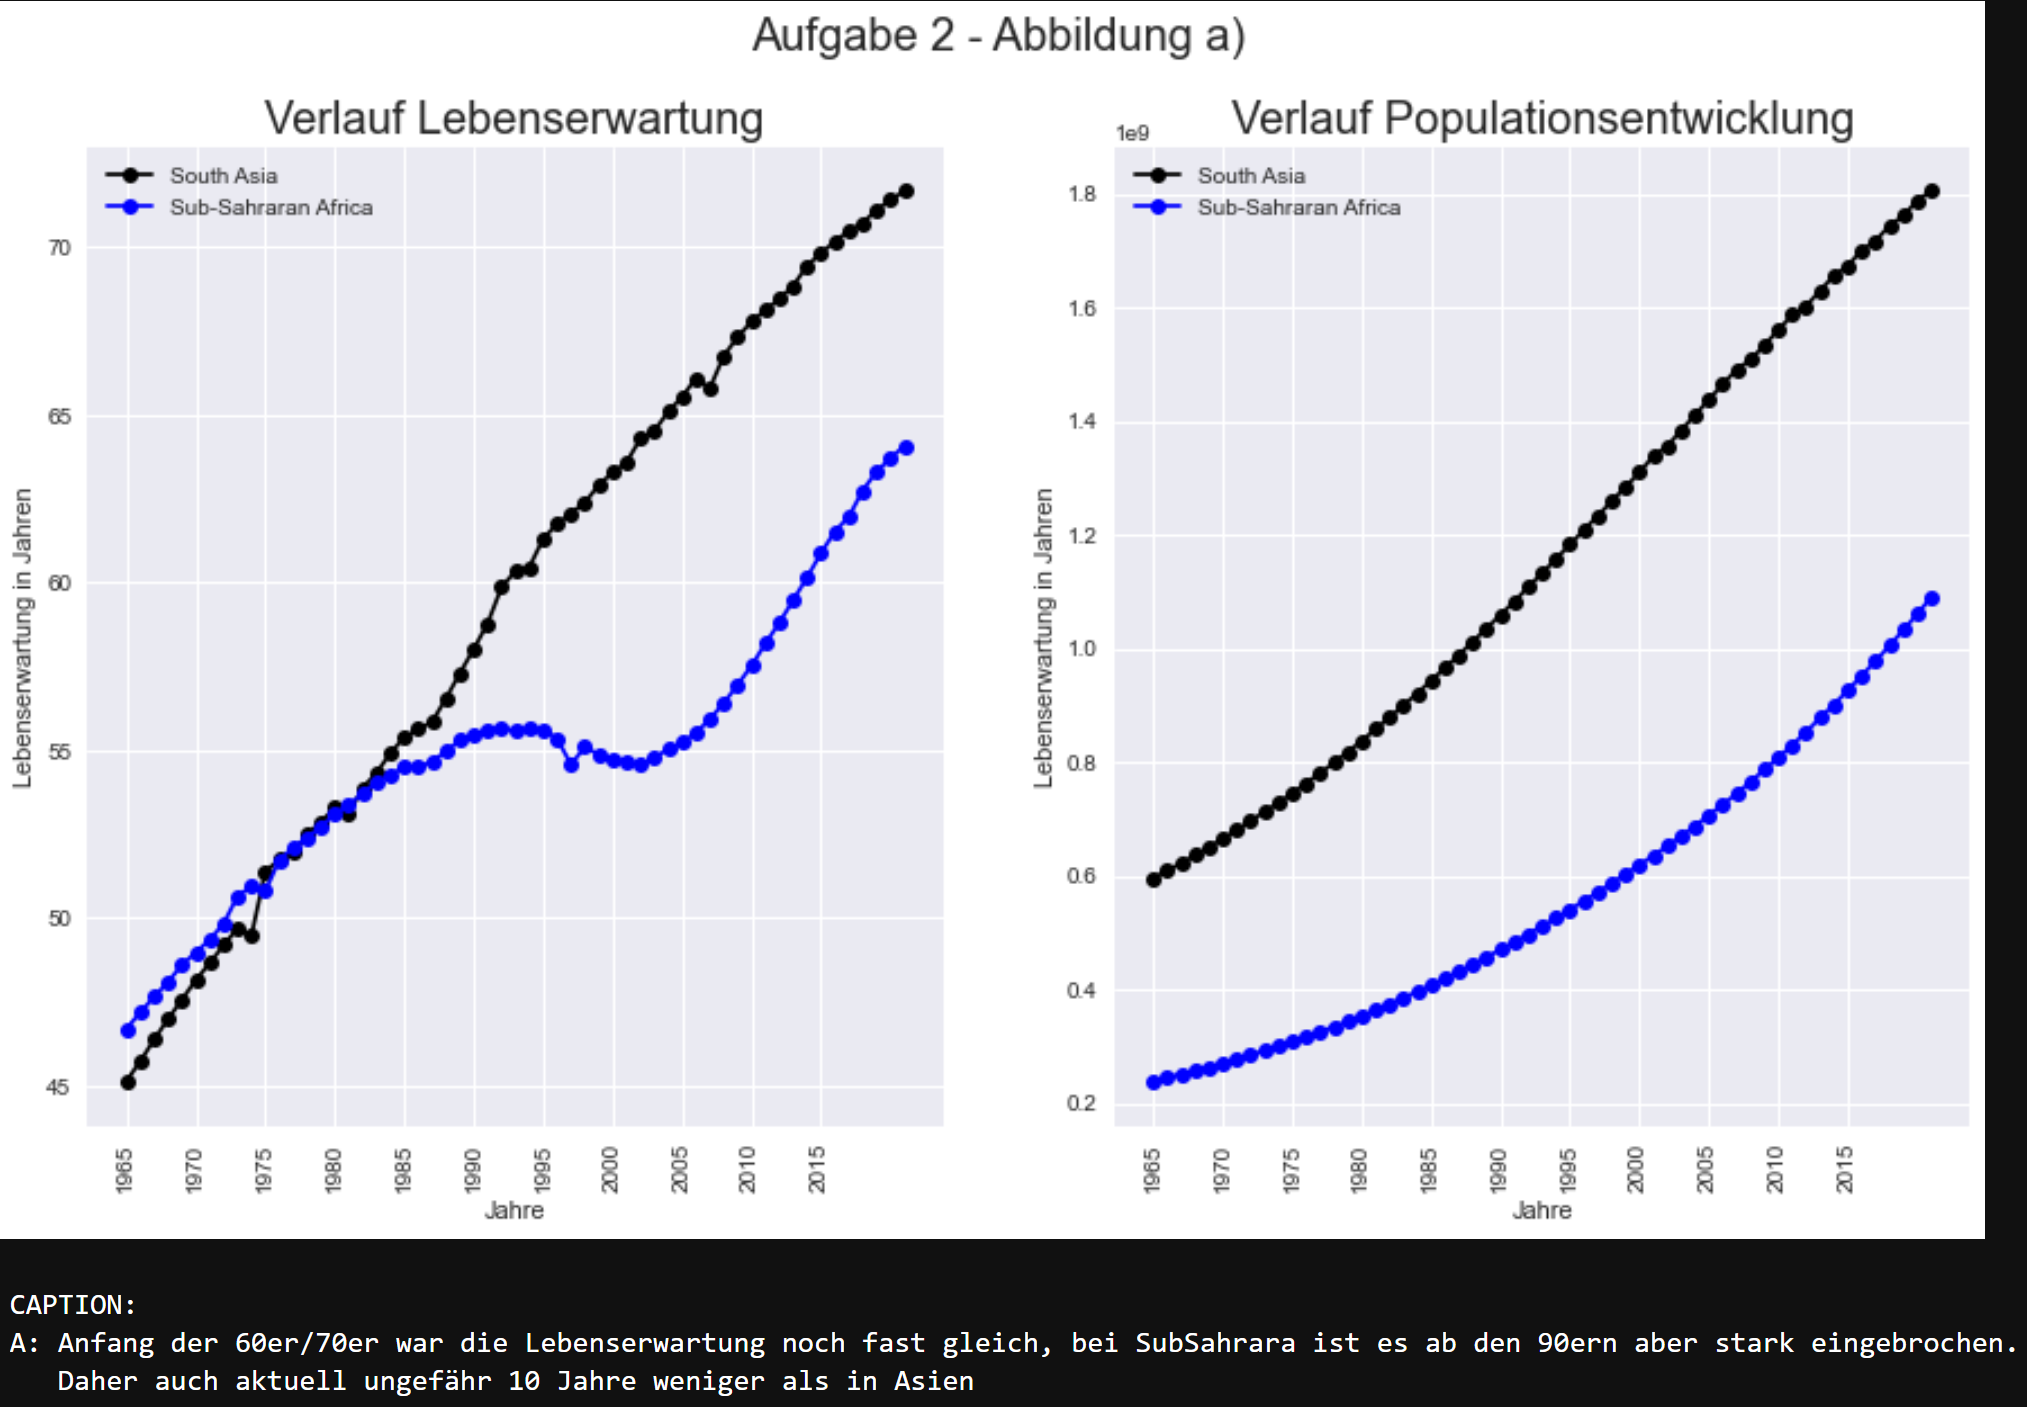 Aufgabe 2 - Abbildung a)
Verlauf Lebenserwartung
South Asia
Sub-Sahraran Africa
70
65
60
55
50
45
Lebenserwartung in Jahren
1965 1970 1975 1980 1985 1990 1995 2000 2005 2010 2015
Jahre
Verlauf Populationsentwicklung
1e9
South Asia
Sub-Sahraran Africa
1.8
1.6
1.4
1.2
1.0
0.8
0.6
0.4
0.2
Lebenserwartung in Jahren
1965 1970 1975 1980 1985 1990 1995 2000 2005 2010 2015
Jahre
CAPTION:
A: Anfang der 60er/70er war die Lebenserwartung noch fast gleich, bei SubSahrara ist es ab den 90ern aber stark eingebrochen.
Daher auch aktuell ungefähr 10 Jahre weniger als in Asien